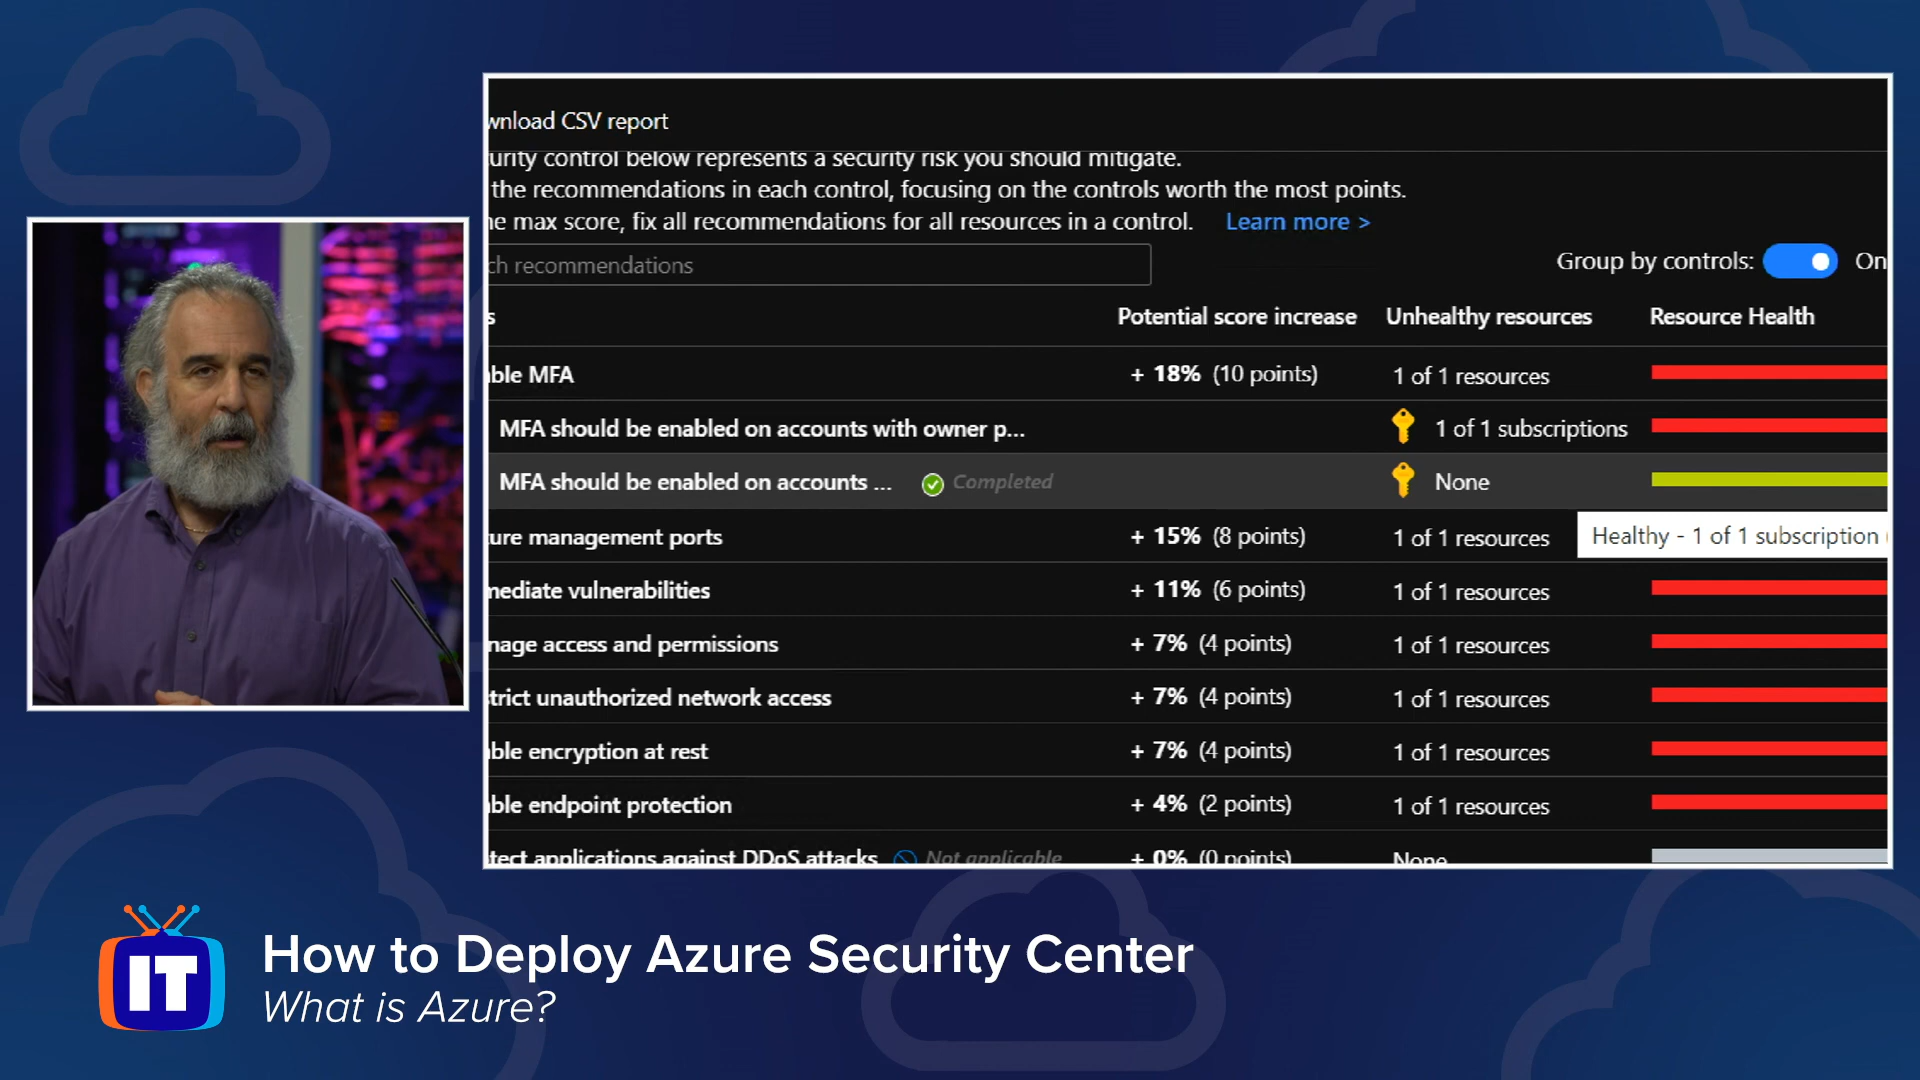 wnload CSV report
urity control below represents a security risk you should mitigate.
the recommendations in each control, focusing on the controls worth the most points.
e max score, fix all recommendations for all resources in a control. Learn more >
ch recommendations
Group by controls: On
s Potential score increase Unhealthy resources Resource Health
ble MFA + 18% (10 points) 1 of 1 resources
MFA should be enabled on accounts with owner p... 1 of 1 subscriptions
MFA should be enabled on accounts ... Completed None
ure management ports + 15% (8 points) 1 of 1 resources Healthy - 1 of 1 subscription (
mediate vulnerabilities + 11% (6 points) 1 of 1 resources
nage access and permissions + 7% (4 points) 1 of 1 resources
trict unauthorized network access + 7% (4 points) 1 of 1 resources
ble encryption at rest + 7% (4 points) 1 of 1 resources
ble endpoint protection + 4% (2 points) 1 of 1 resources
tect applications against DDoS attacks Not applicable + 0% (0 points) None
IT
How to Deploy Azure Security Center
What is Azure?